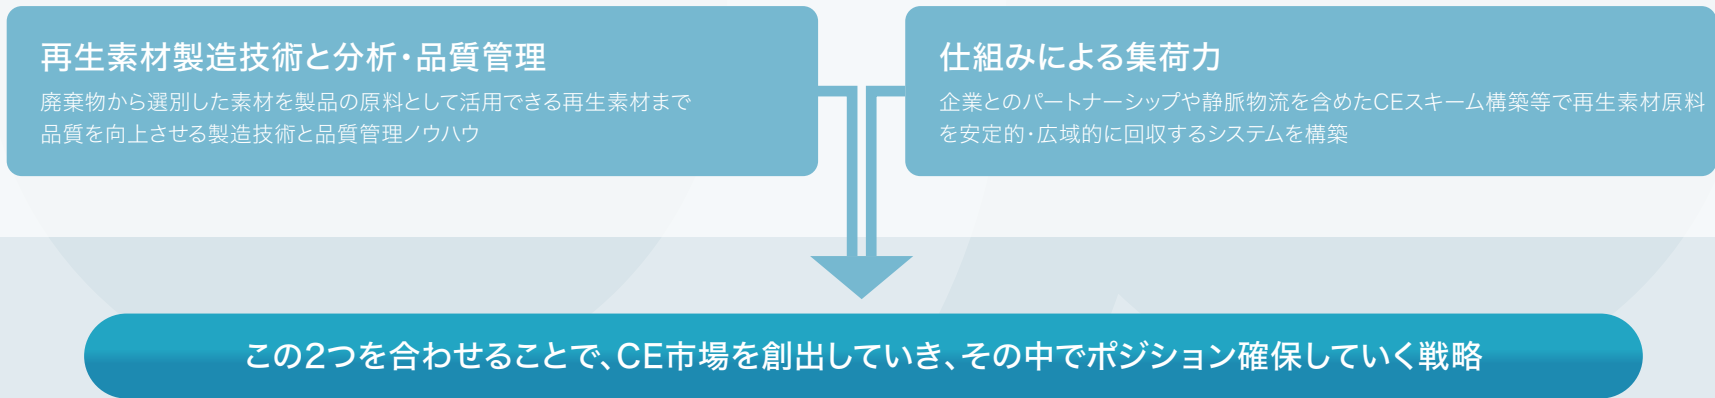 再生素材製造技術と分析・品質管理
廃棄物から選別した素材を製品の原料として活用できる再生素材まで
品質を向上させる製造技術と品質管理ノウハウ
仕組みによる集荷力
企業とのパートナーシップや静脈物流を含めたCEスキーム構築等で再生素材原料
を安定的・広域的に回収するシステムを構築
この2つを合わせることで、CE市場を創出していき、その中でポジション確保していく戦略